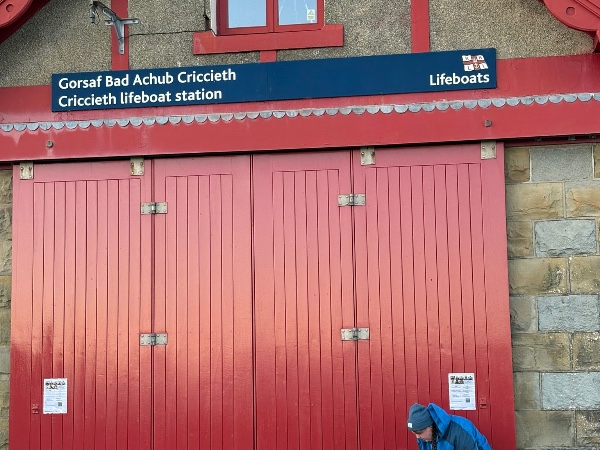 Gorsaf Bad Achub Criccieth
Criccieth lifeboat station
Lifeboats